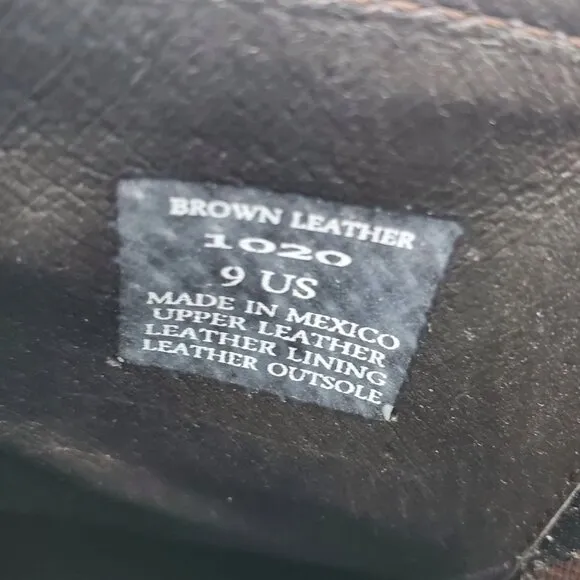 BROWN LEATHER
1020
9 US
MADE IN MEXICO
UPPER LEATHER
LEATHER LINING
LEATHER OUTSOLE